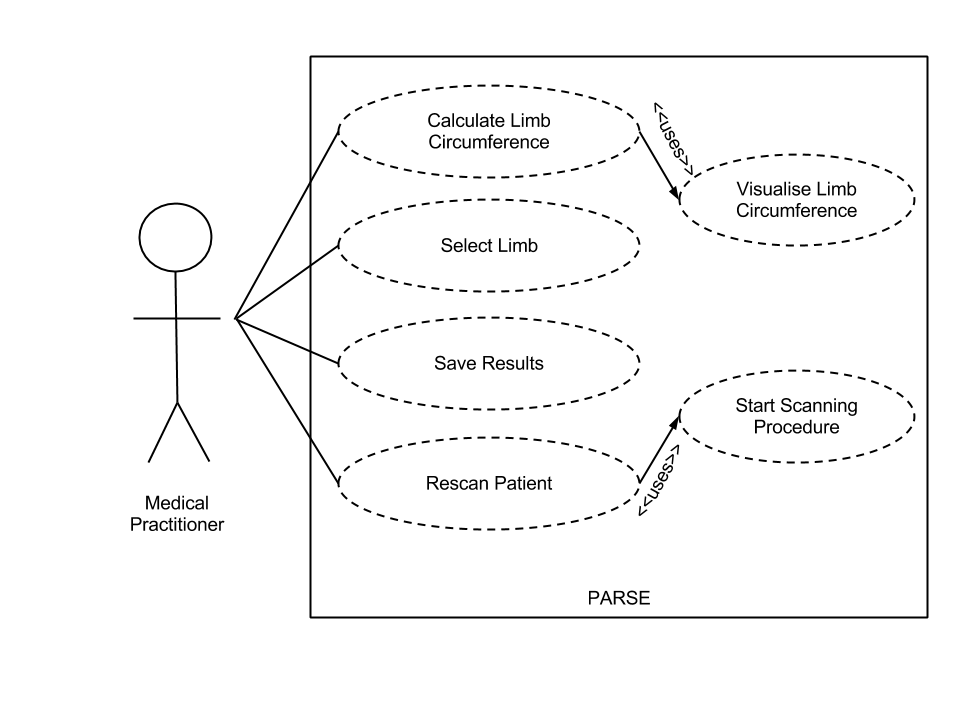 Calculate Limb
Circumference
<<uses>>
Visualise Limb
Circumference
Select Limb
Save Results
Start Scanning
Procedure
Rescan Patient
<<uses>>
Medical
Practitioner
PARSE